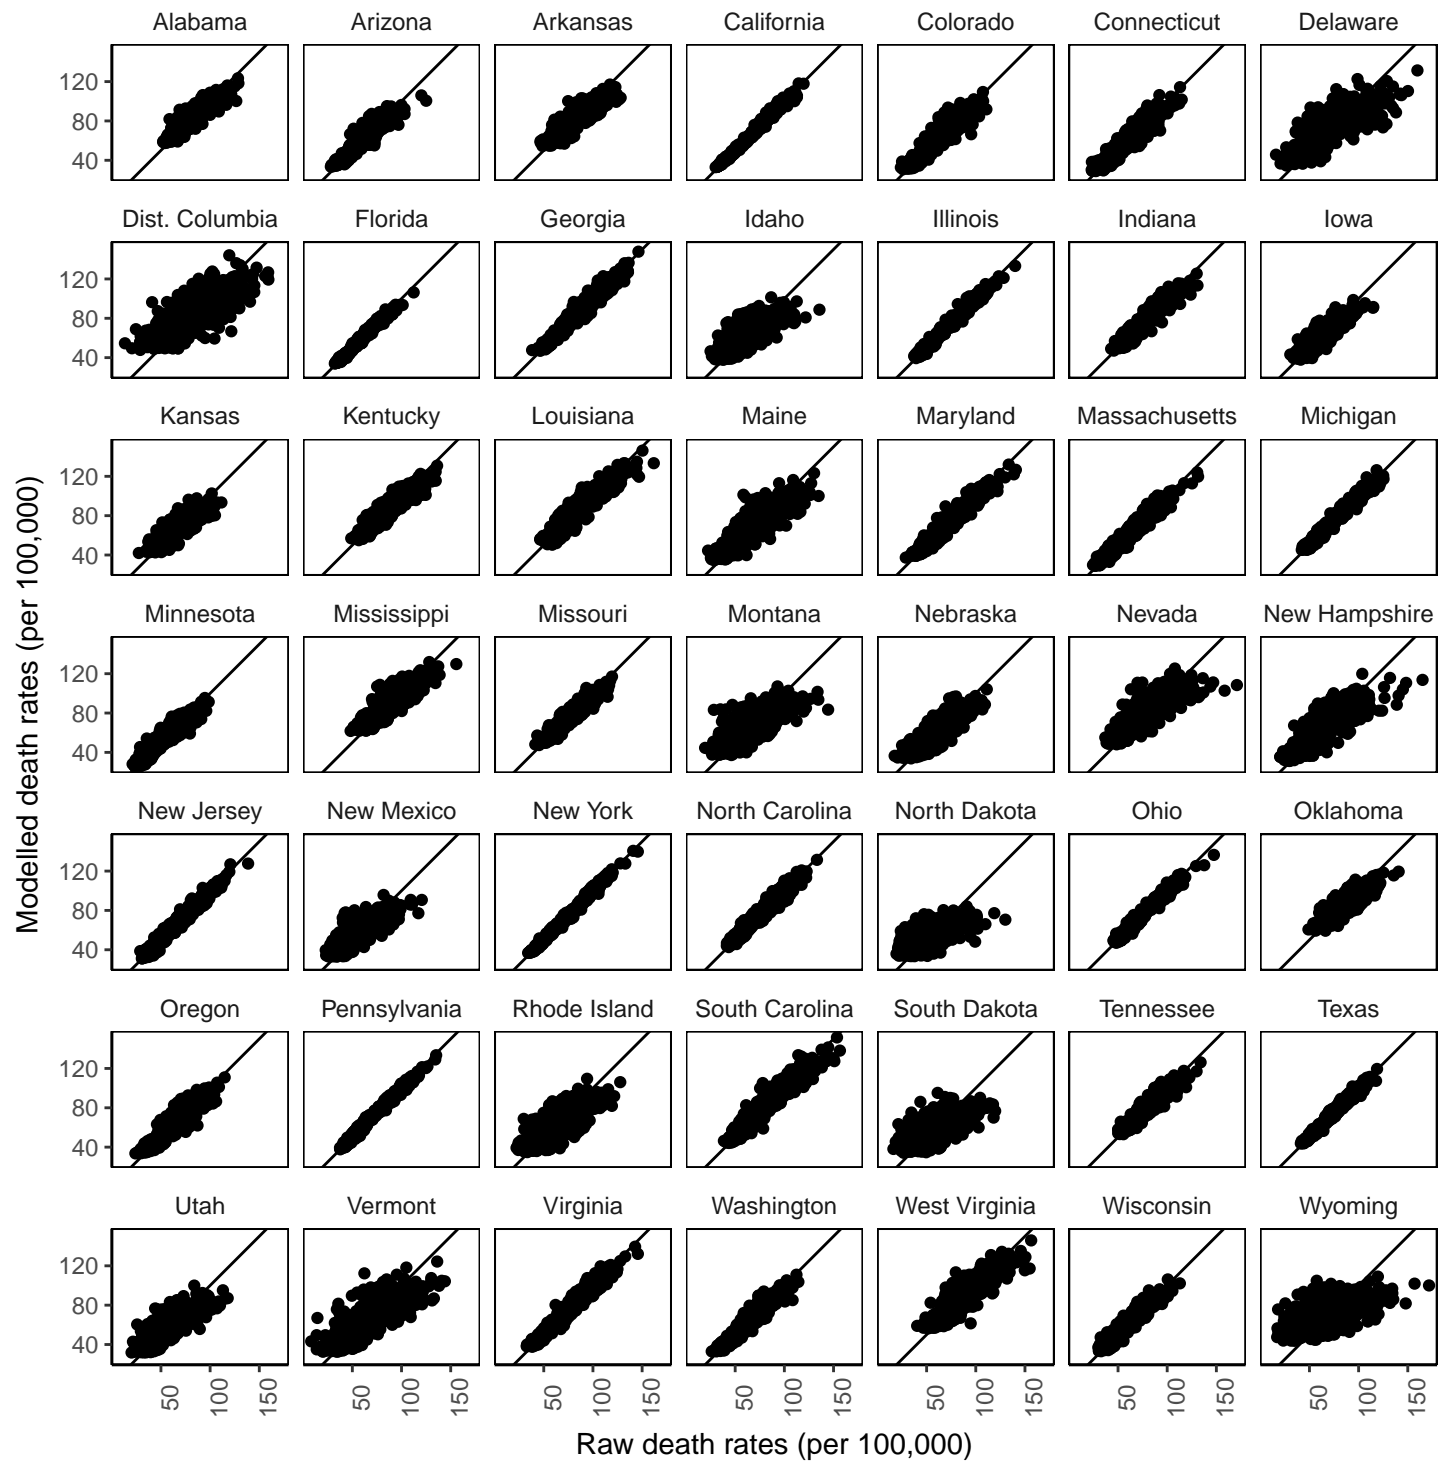 Alabama Arizona Arkansas California Colorado Connecticut Delaware
120
80
40
Dist. Columbia Florida Georgia Idaho Illinois Indiana Iowa
120
80
40
Kansas Kentucky Louisiana Maine Maryland Massachusetts Michigan
120
80
40
Minnesota Mississippi Missouri Montana Nebraska Nevada New Hampshire
120
80
40
New Jersey New Mexico New York North Carolina North Dakota Ohio Oklahoma
120
80
40
Oregon Pennsylvania Rhode Island South Carolina South Dakota Tennessee Texas
120
80
40
Utah Vermont Virginia Washington West Virginia Wisconsin Wyoming
120
80
40
50 100 150 50 100 150 50 100 150 50 100 150 50 100 150 50 100 150 50 100 150
Raw death rates (per 100,000)
Modelled death rates (per 100,000)